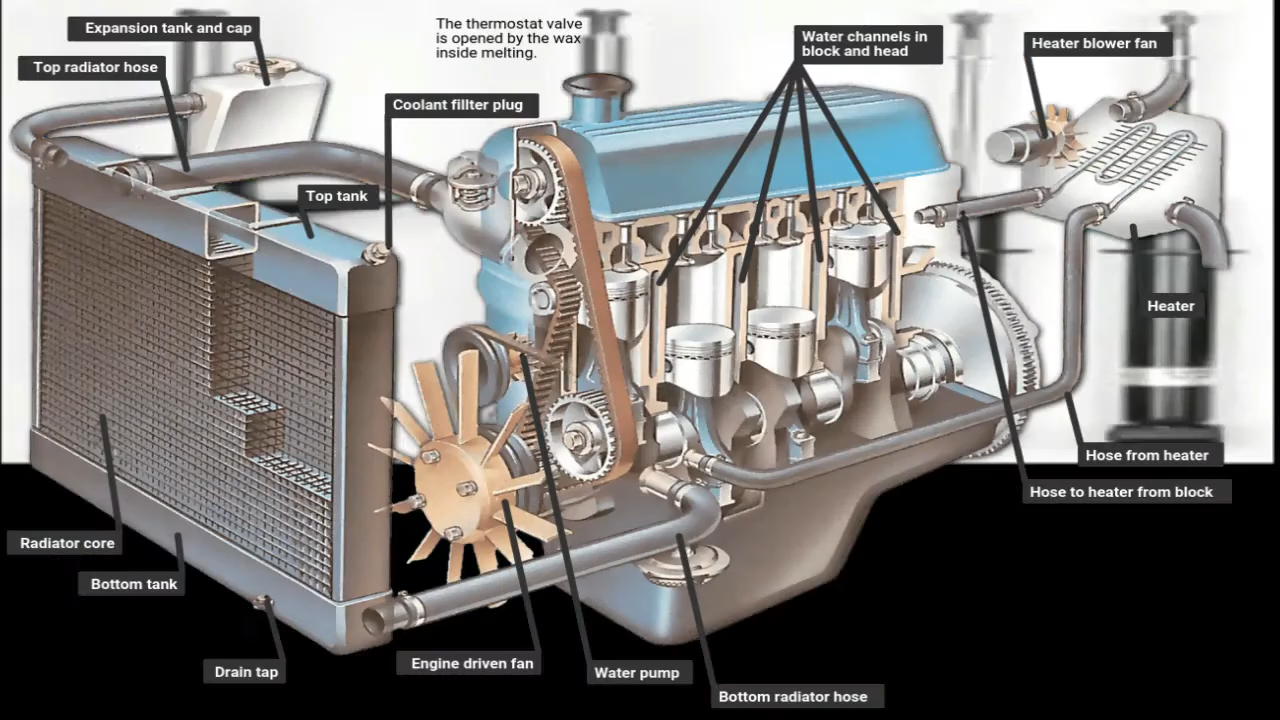 Expansion tank and cap
The thermostat valve
is opened by the wax
inside melting.
Water channels in
block and head
Heater blower fan
Top radiator hose
Coolant fillter plug
Top tank
Heater
Hose from heater
Hose to heater from block
Radiator core
Bottom tank
Drain tap
Engine driven fan
Water pump
Bottom radiator hose